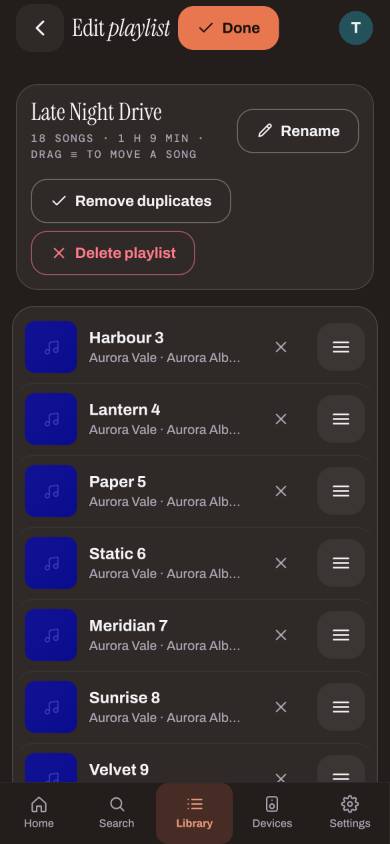 Edit playlist
Done
T
Late Night Drive
18 SONGS · 1 H 9 MIN ·
DRAG ≡ TO MOVE A SONG
Rename
Remove duplicates
Delete playlist
Harbour 3
Aurora Vale · Aurora Alb...
Lantern 4
Aurora Vale · Aurora Alb...
Paper 5
Aurora Vale · Aurora Alb...
Static 6
Aurora Vale · Aurora Alb...
Meridian 7
Aurora Vale · Aurora Alb...
Sunrise 8
Aurora Vale · Aurora Alb...
Velvet 9
Home
Search
Library
Devices
Settings